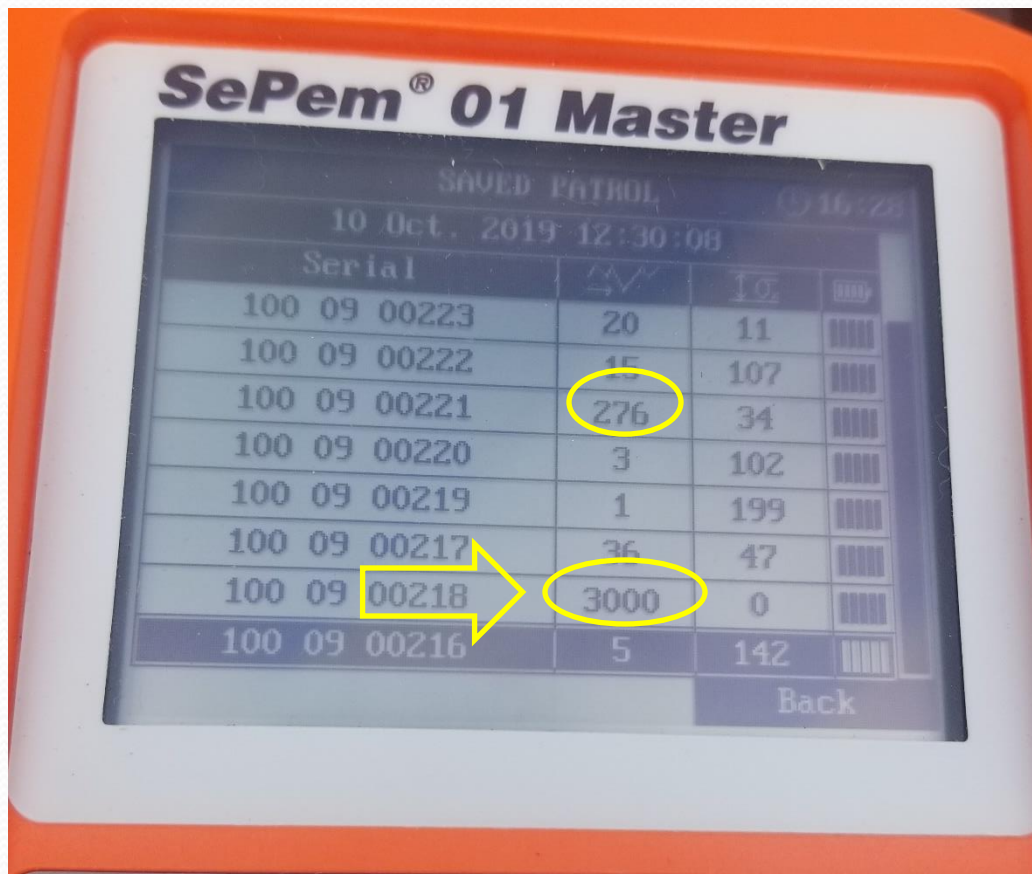 SePem® 01 Master
SAVED PATROL 16:28
10 Oct. 2019 12:30:08
Serial
100 09 00223 20 11
100 09 00222 15 107
100 09 00221 276 34
100 09 00220 3 102
100 09 00219 1 199
100 09 00217 36 47
100 09 00218 3000 0
100 09 00216 5 142
Back